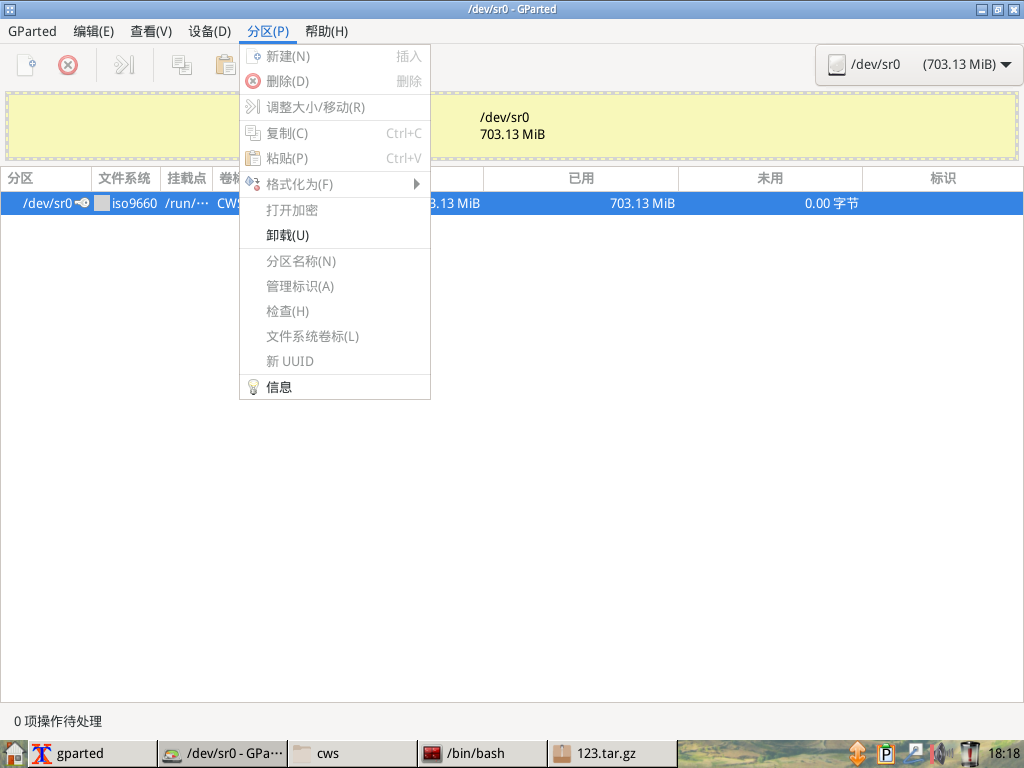 /dev/sr0 - GParted
GParted 编辑(E) 查看(V) 设备(D) 分区(P) 帮助(H)
/dev/sr0 (703.13 MiB)
新建(N) 插入
删除(D) 删除
调整大小/移动(R)
复制(C) Ctrl+C
粘贴(P) Ctrl+V
格式化为(F)
打开加密
卸载(U)
分区名称(N)
管理标识(A)
检查(H)
文件系统卷标(L)
新 UUID
信息
/dev/sr0
703.13 MiB
分区 文件系统 挂载点 卷标 已用 未用 标识
/dev/sr0 iso9660 /run/… CWS 3.13 MiB 703.13 MiB 0.00 字节
0 项操作待处理
gparted /dev/sr0 - GPa… cws /bin/bash 123.tar.gz 18:18